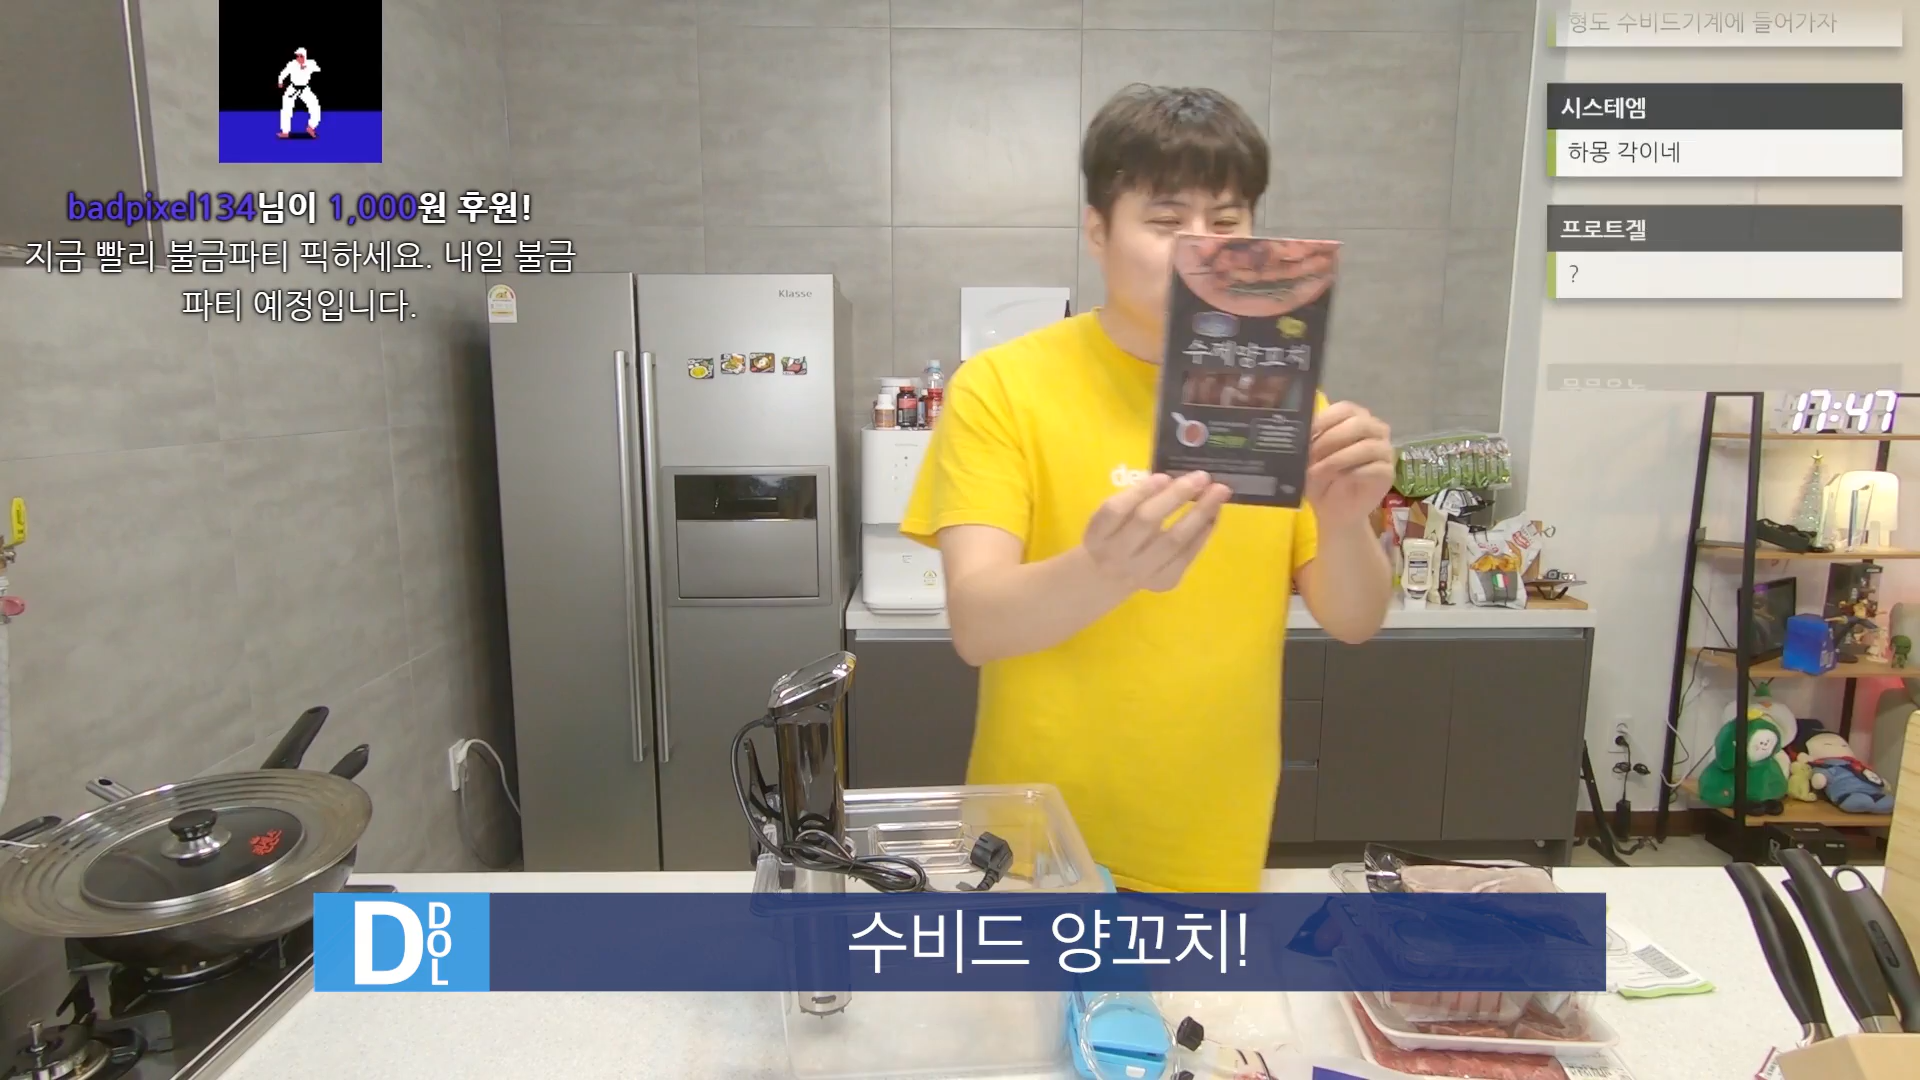 형도 수비드기계에 들어가자
시스테엠
하몽 각이네
프로트겔
?
badpixel134님이 1,000원 후원!
지금 빨리 불금파티 픽하세요. 내일 불금
파티 예정입니다.
Klasse
수제양꼬치
de
17:47
D
DOL
수비드 양꼬치!